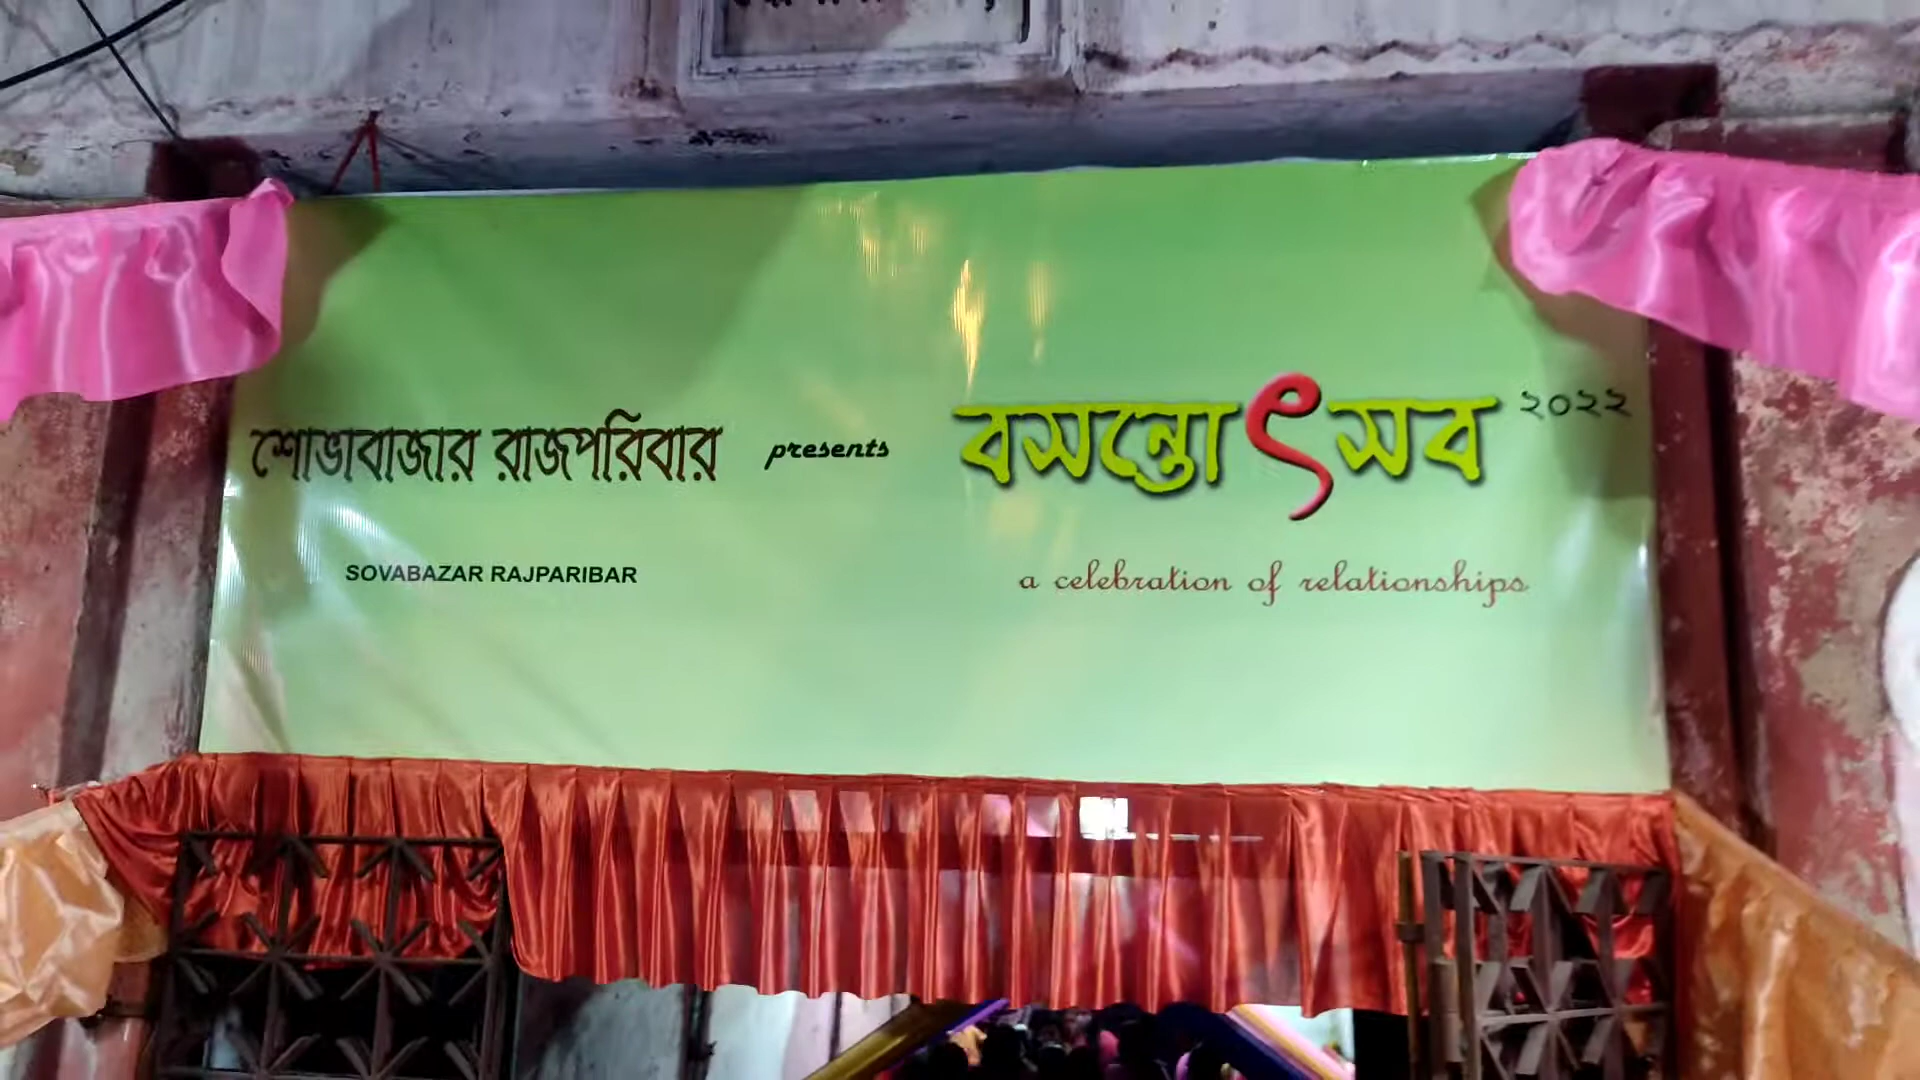 শোভাবাজার রাজপরিবার presents বসন্তোৎসব ২০২২
SOVABAZAR RAJPARIBAR
a celebration of relationships